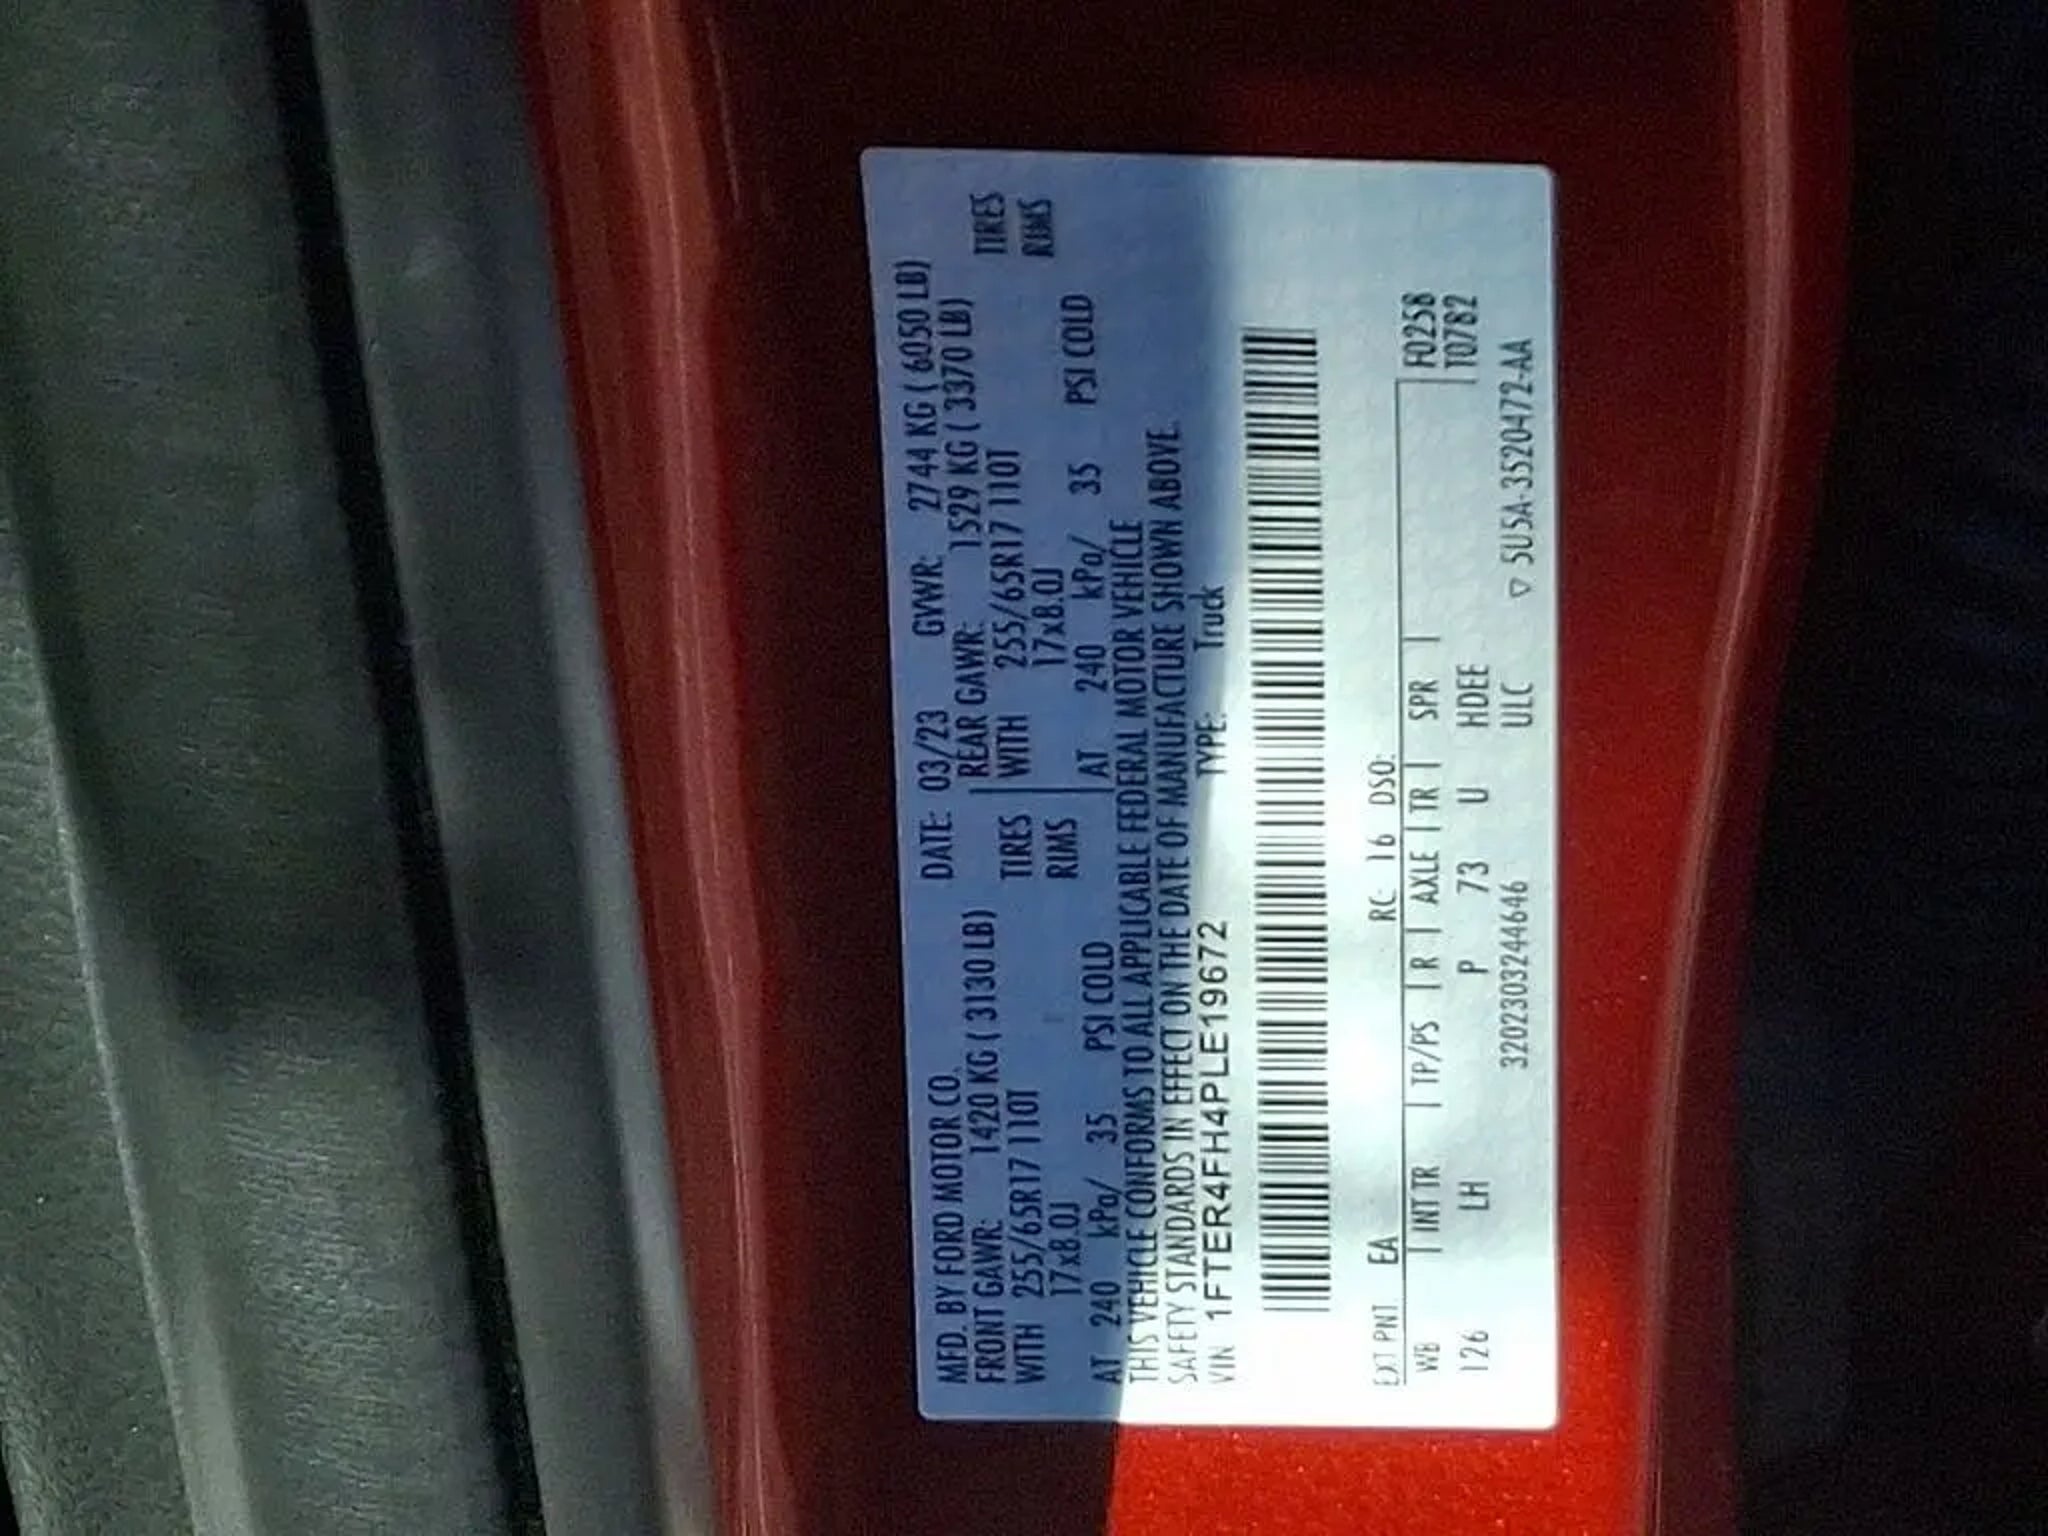 MFD. BY FORD MOTOR CO. DATE: 03/23 GVWR: 2744 KG ( 6050 LB)
FRONT GAWR: 1420 KG ( 3130 LB) REAR GAWR: 1529 KG ( 3370 LB)
WITH 255/65R17 110T TIRES WITH 255/65R17 110T TIRES
17x8.0J RIMS 17x8.0J RIMS
AT 240 kPa/ 35 PSI COLD AT 240 kPa/ 35 PSI COLD
THIS VEHICLE CONFORMS TO ALL APPLICABLE FEDERAL MOTOR VEHICLE
SAFETY STANDARDS IN EFFECT ON THE DATE OF MANUFACTURE SHOWN ABOVE.
VIN 1FTER4FH4PLE19672 TYPE: Truck
EXT PNT EA RC: 16 DSO:
WB | INT TR | TP/PS | R | AXLE | TR | SPR | F0258
126 LH P 73 U HDEE T0782
3202303244646 ULC ▽ 5U5A-3520472-AA